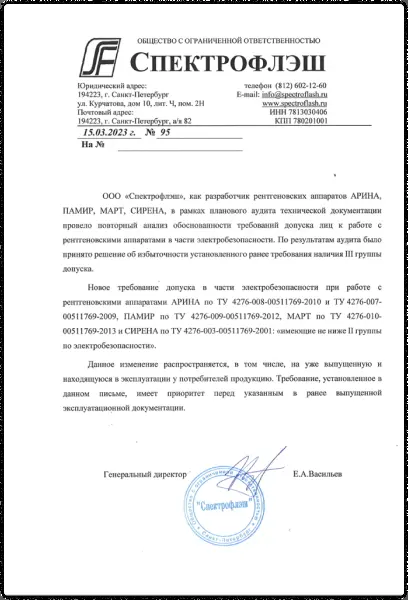 ОБЩЕСТВО С ОГРАНИЧЕННОЙ ОТВЕТСТВЕННОСТЬЮ
СПЕКТРОФЛЭШ
Юридический адрес:
194223, г. Санкт-Петербург
ул. Курчатова, дом 10, лит. Ч, пом. 2Н
Почтовый адрес:
194223, г. Санкт-Петербург, а/я 82
телефон (812) 602-12-60
E-mail: info@spectroflash.ru
www.spectroflash.ru
ИНН 7813030406
КПП 780201001
15.03.2023 г. № 95
На №
ООО «Спектрофлэш», как разработчик рентгеновских аппаратов АРИНА,
ПАМИР, МАРТ, СИРЕНА, в рамках планового аудита технической документации
провело повторный анализ обоснованности требований допуска лиц к работе с
рентгеновскими аппаратами в части электробезопасности. По результатам аудита было
принято решение об избыточности установленного ранее требования наличия III группы
допуска.
Новое требование допуска в части электробезопасности при работе с
рентгеновскими аппаратами АРИНА по ТУ 4276-008-00511769-2010 и ТУ 4276-007-
00511769-2009, ПАМИР по ТУ 4276-009-00511769-2012, МАРТ по ТУ 4276-010-
00511769-2013 и СИРЕНА по ТУ 4276-003-00511769-2001: «имеющие не ниже II группы
по электробезопасности».
Данное изменение распространяется, в том числе, на уже выпущенную и
находящуюся в эксплуатации у потребителей продукцию. Требование, установленное в
данном письме, имеет приоритет перед указанным в ранее выпущенной
эксплуатационной документации.
Генеральный директор
Е.А.Васильев
"Спектрофлэш"